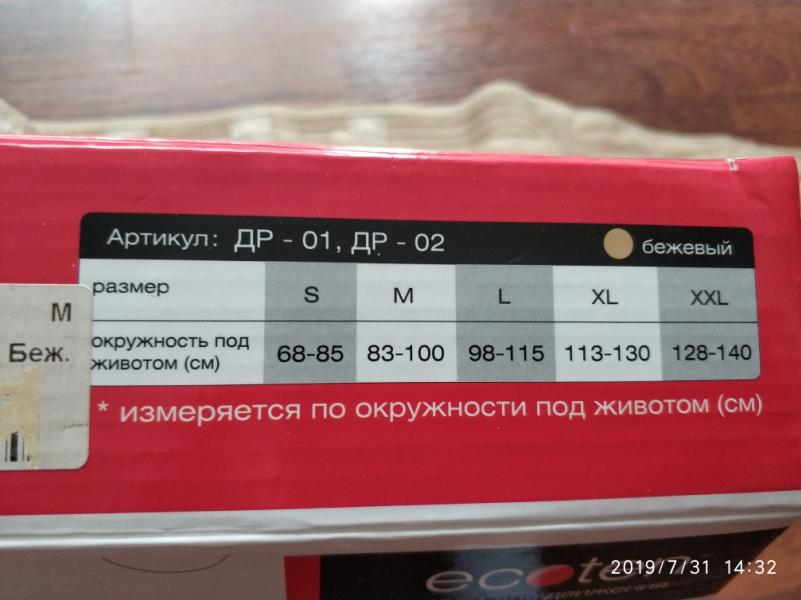 Артикул: ДР - 01, ДР - 02 бежевый
размер S M L XL XXL
окружность под
животом (см) 68-85 83-100 98-115 113-130 128-140
* измеряется по окружности под животом (см)
М
Беж.
2019/7/31 14:32